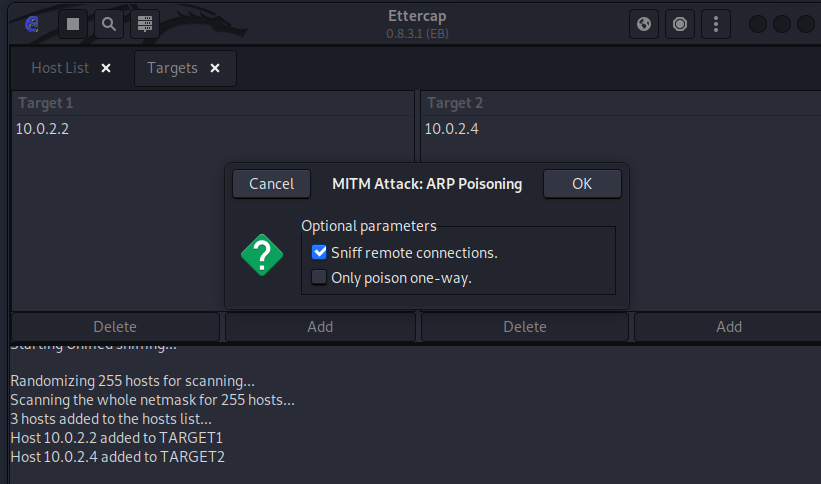 Ettercap
0.8.3.1 (EB)
Host List
Targets
Target 1
Target 2
10.0.2.2
10.0.2.4
Cancel
MITM Attack: ARP Poisoning
OK
Optional parameters
Sniff remote connections.
Only poison one-way.
Delete
Add
Delete
Add
Starting Unified sniffing...
Randomizing 255 hosts for scanning...
Scanning the whole netmask for 255 hosts...
3 hosts added to the hosts list...
Host 10.0.2.2 added to TARGET1
Host 10.0.2.4 added to TARGET2